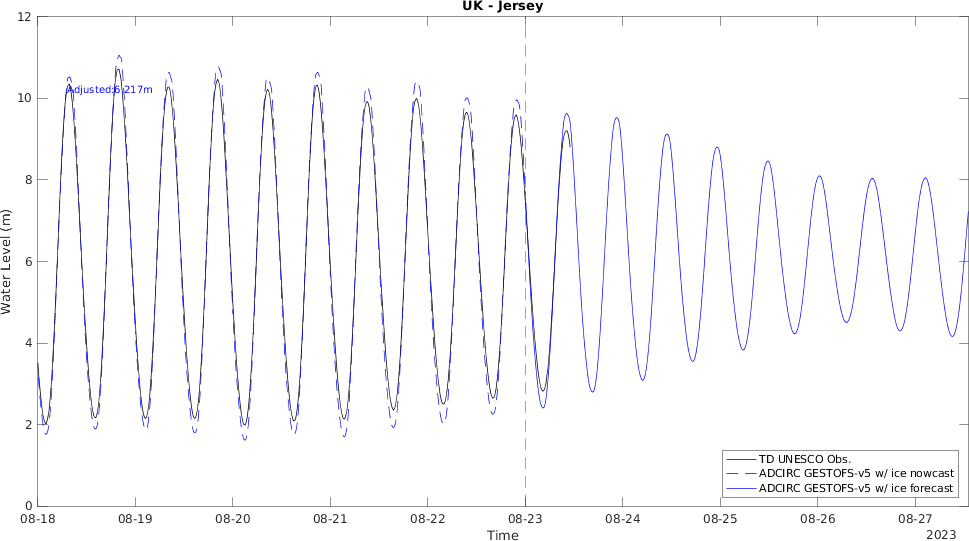 UK - Jersey
12
10
8
6
4
2
0
Water Level (m)
Adjusted:6.217m
TD UNESCO Obs.
ADCIRC GESTOFS-v5 w/ ice nowcast
ADCIRC GESTOFS-v5 w/ ice forecast
08-18 08-19 08-20 08-21 08-22 08-23 08-24 08-25 08-26 08-27
Time
2023